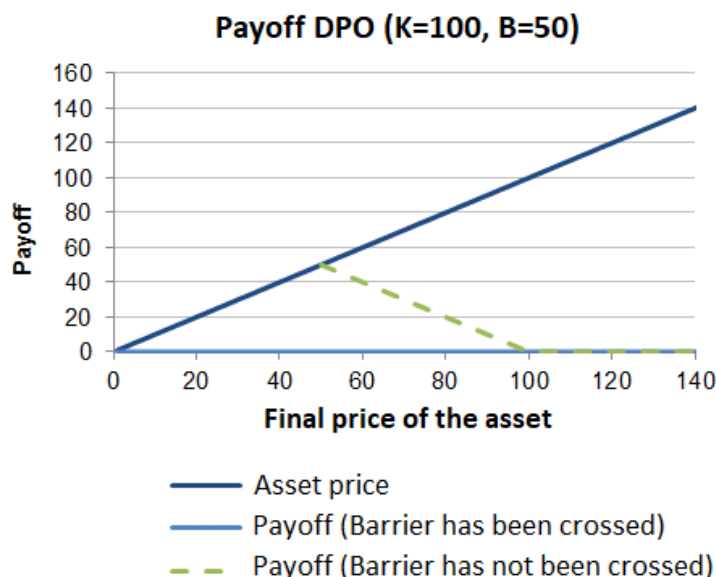 Payoff DPO (K=100, B=50)
160
140
120
100
80
60
40
20
0
Payoff
0 20 40 60 80 100 120 140
Final price of the asset
Asset price
Payoff (Barrier has been crossed)
Payoff (Barrier has not been crossed)